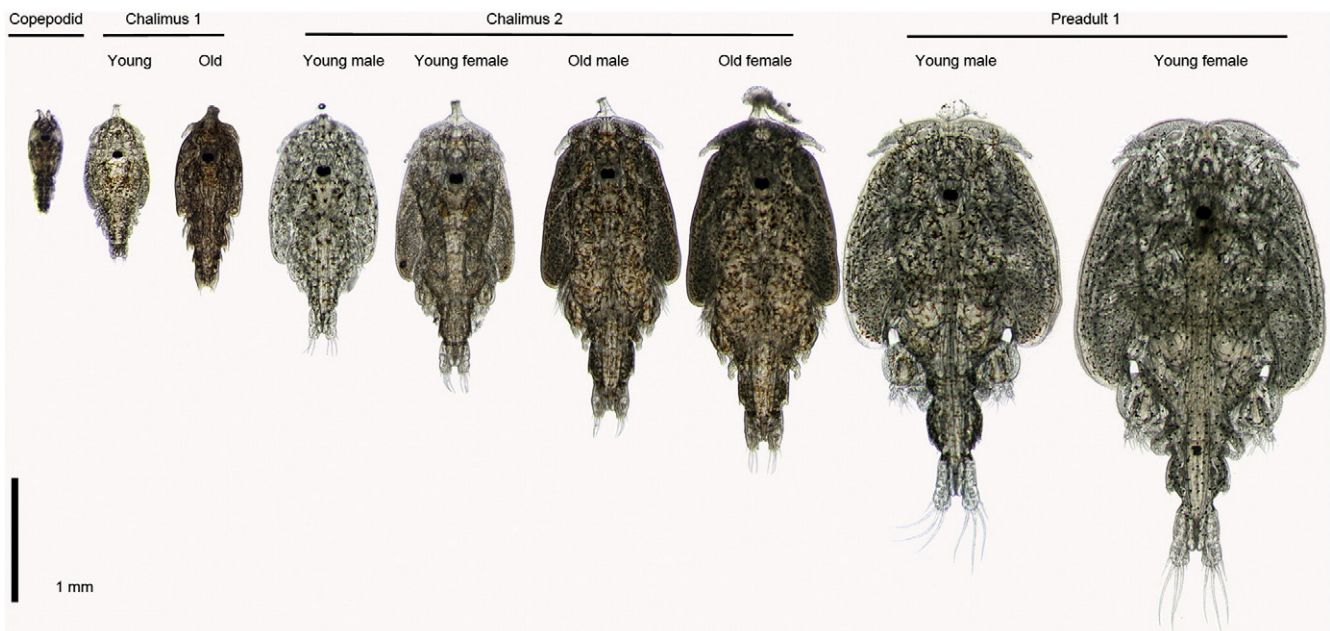 Copepodid Chalimus 1 Chalimus 2 Preadult 1
Young Old Young male Young female Old male Old female Young male Young female
1 mm